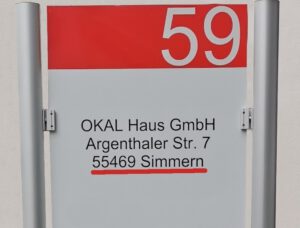 59
OKAL Haus GmbH
Argenthaler Str. 7
55469 Simmern